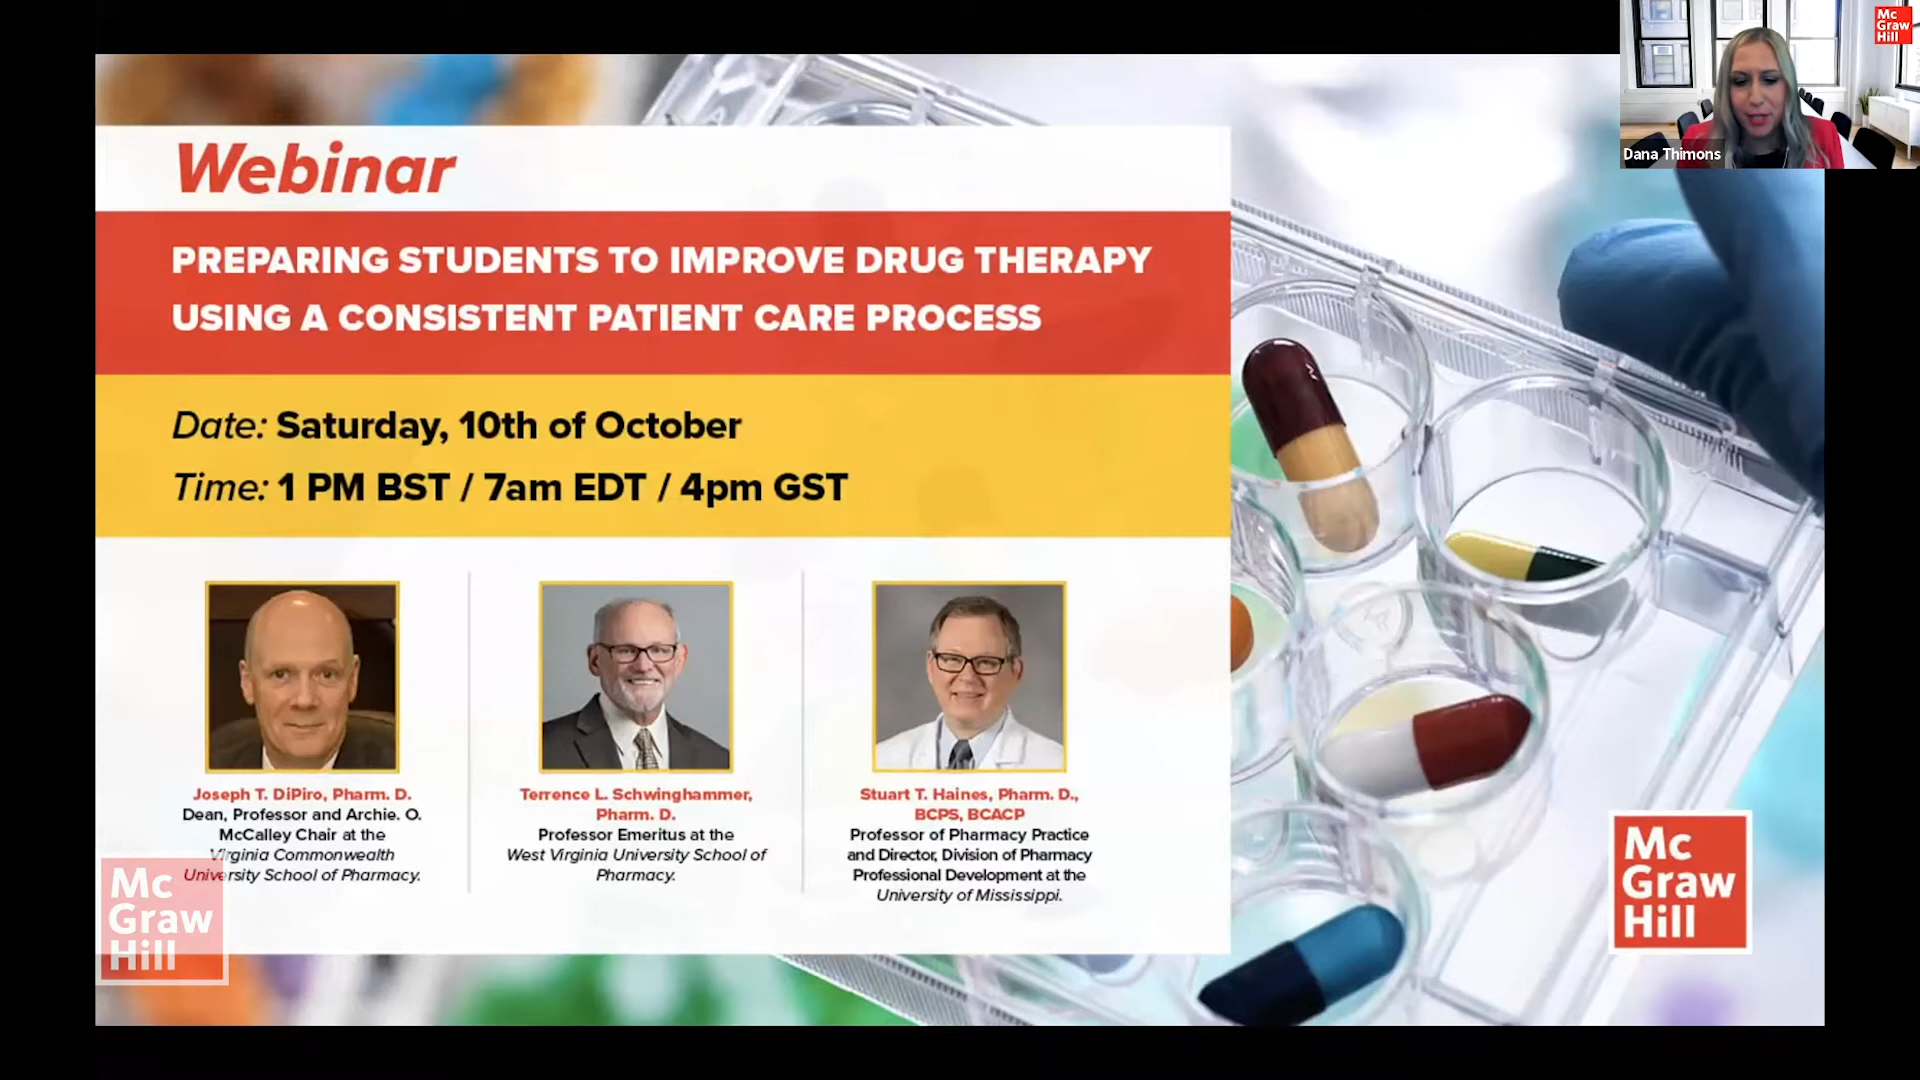 Mc
Graw
Hill
Dana Thimons
Webinar
PREPARING STUDENTS TO IMPROVE DRUG THERAPY
USING A CONSISTENT PATIENT CARE PROCESS
Date: Saturday, 10th of October
Time: 1 PM BST / 7am EDT / 4pm GST
Joseph T. DiPiro, Pharm. D.
Dean, Professor and Archie. O.
McCalley Chair at the
Virginia Commonwealth
University School of Pharmacy.
Terrence L. Schwinghammer,
Pharm. D.
Professor Emeritus at the
West Virginia University School of
Pharmacy.
Stuart T. Haines, Pharm. D.,
BCPS, BCACP
Professor of Pharmacy Practice
and Director, Division of Pharmacy
Professional Development at the
University of Mississippi.
Mc
Graw
Hill
Mc
Graw
Hill